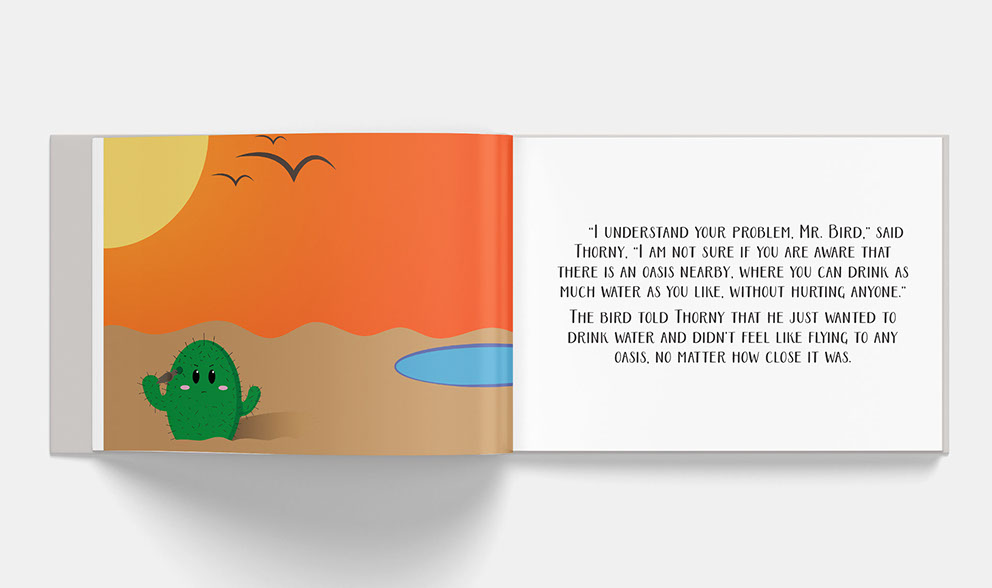 "I understand your problem, Mr. Bird," said
Thorny, "I am not sure if you are aware that
there is an oasis nearby, where you can drink as
much water as you like, without hurting anyone."
The bird told Thorny that he just wanted to
drink water and didn't feel like flying to any
oasis, no matter how close it was.